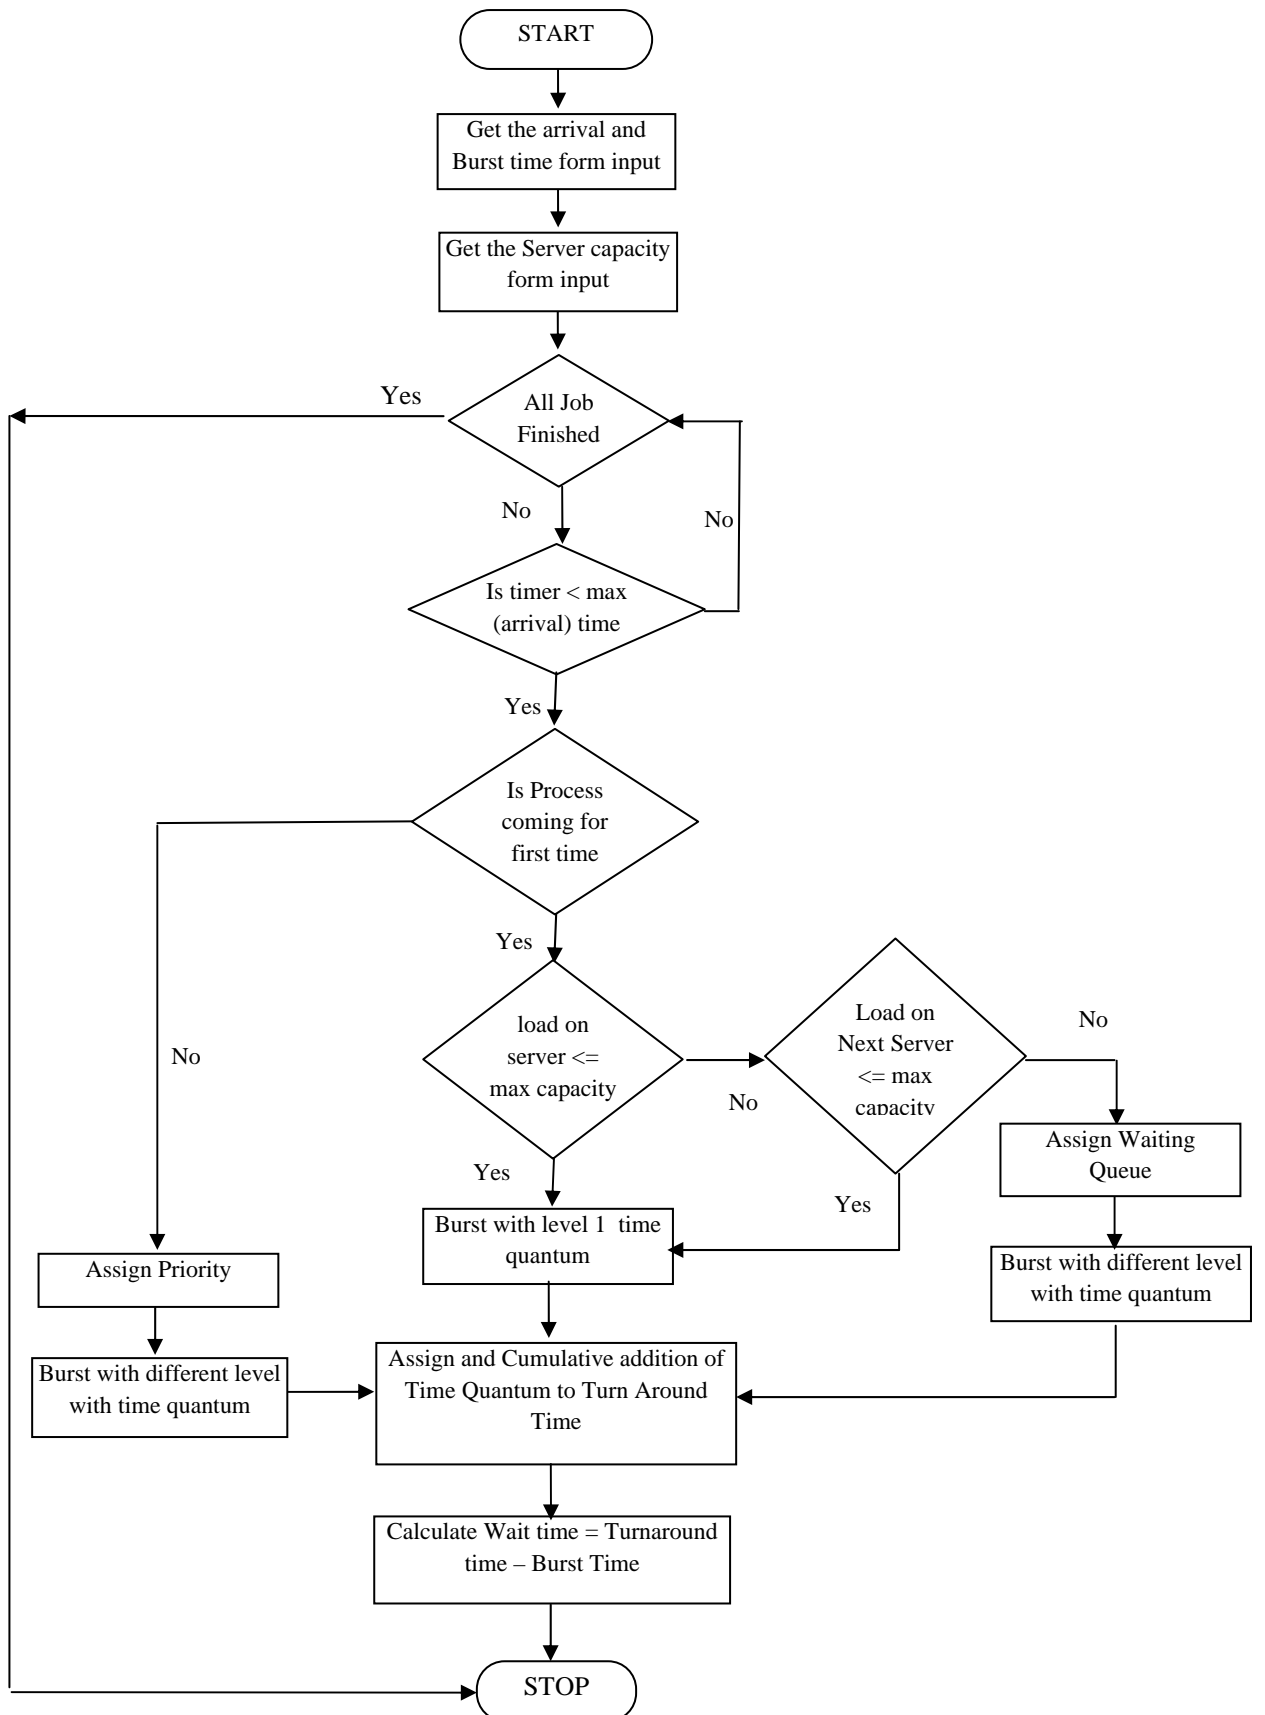 START
Get the arrival and
Burst time form input
Get the Server capacity
form input
Yes
All Job
Finished
No
No
Is timer < max
(arrival) time
Yes
Is Process
coming for
first time
Yes
No
load on
server <=
max capacity
No
Load on
Next Server
<= max
capacity
No
Yes
Yes
Assign Waiting
Queue
Burst with level 1 time
quantum
Burst with different level
with time quantum
Assign Priority
Burst with different level
with time quantum
Assign and Cumulative addition of
Time Quantum to Turn Around
Time
Calculate Wait time = Turnaround
time – Burst Time
STOP